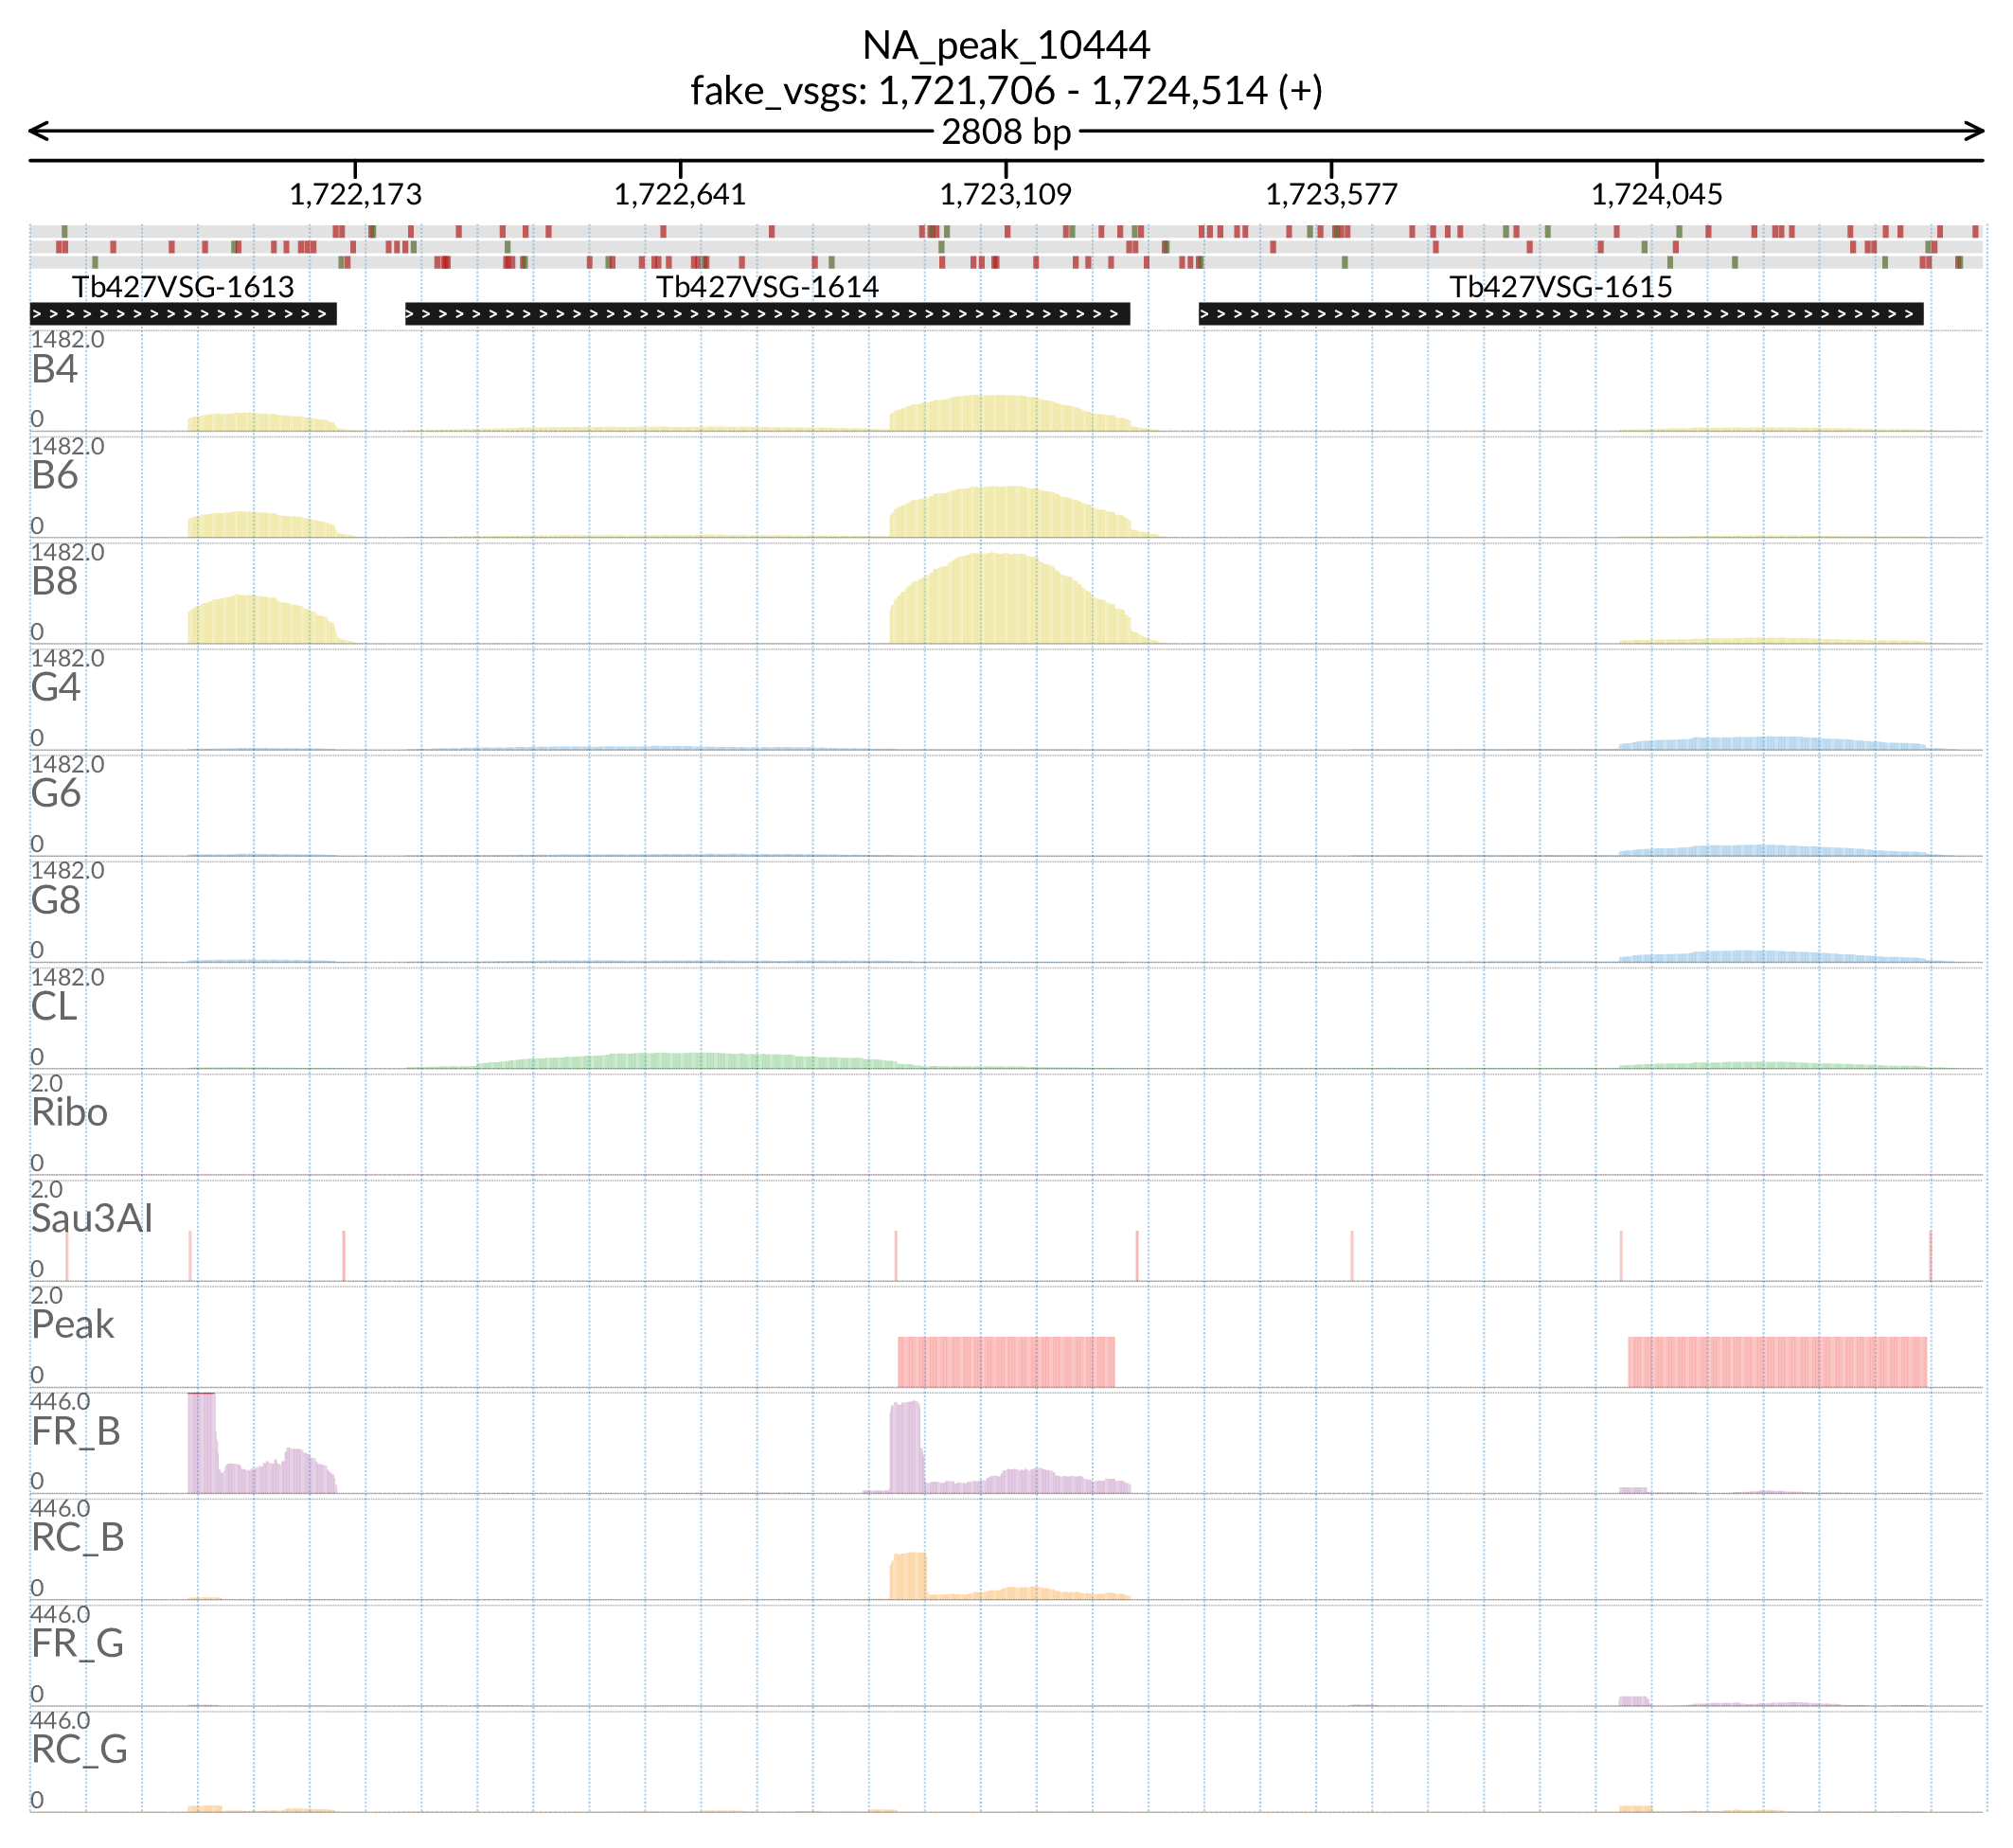 NA_peak_10444
fake_vsgs: 1,721,706 - 1,724,514 (+)
2808 bp
1,722,173 1,722,641 1,723,109 1,723,577 1,724,045
Tb427VSG-1613 Tb427VSG-1614 Tb427VSG-1615
1482.0
B4
0
1482.0
B6
0
1482.0
B8
0
1482.0
G4
0
1482.0
G6
0
1482.0
G8
0
1482.0
CL
0
2.0
Ribo
0
2.0
Sau3AI
0
2.0
Peak
0
446.0
FR_B
0
446.0
RC_B
0
446.0
FR_G
0
446.0
RC_G
0